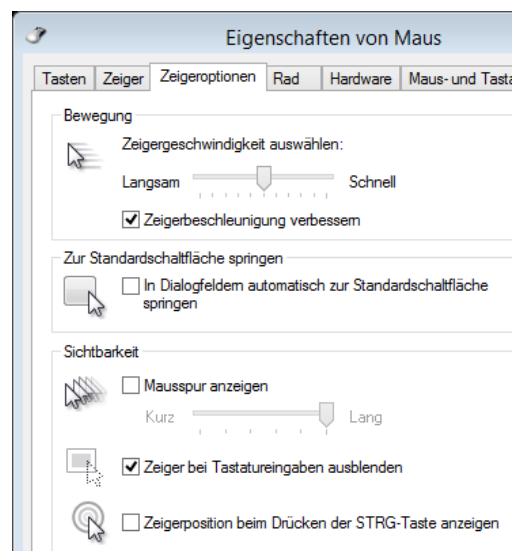 Eigenschaften von Maus
Tasten Zeiger Zeigeroptionen Rad Hardware Maus- und Tasta
Bewegung
Zeigergeschwindigkeit auswählen:
Langsam Schnell
Zeigerbeschleunigung verbessern
Zur Standardschaltfläche springen
In Dialogfeldern automatisch zur Standardschaltfläche
springen
Sichtbarkeit
Mausspur anzeigen
Kurz Lang
Zeiger bei Tastatureingaben ausblenden
Zeigerposition beim Drücken der STRG-Taste anzeigen